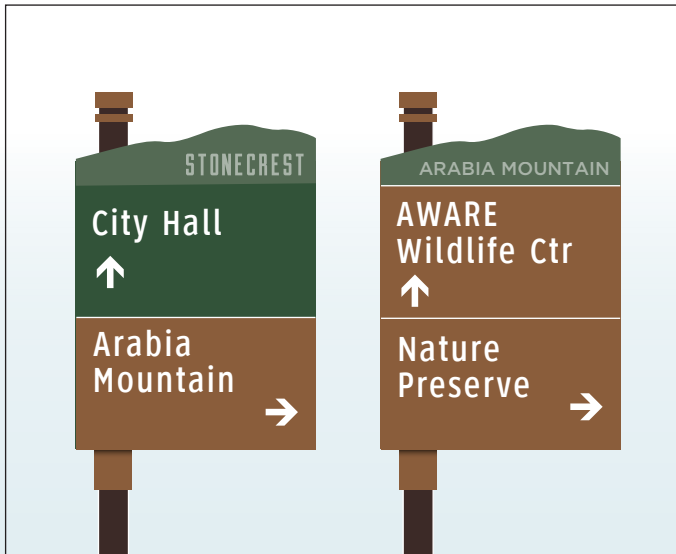 STONECREST
City Hall
Arabia
Mountain
ARABIA MOUNTAIN
AWARE
Wildlife Ctr
Nature
Preserve